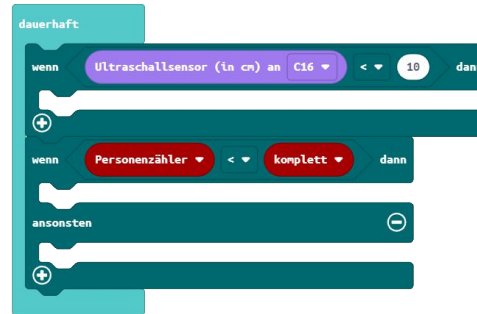 dauerhaft
wenn Ultraschallsensor (in cm) an C16 < 10 dan
wenn Personenzähler < komplett dann
ansonsten